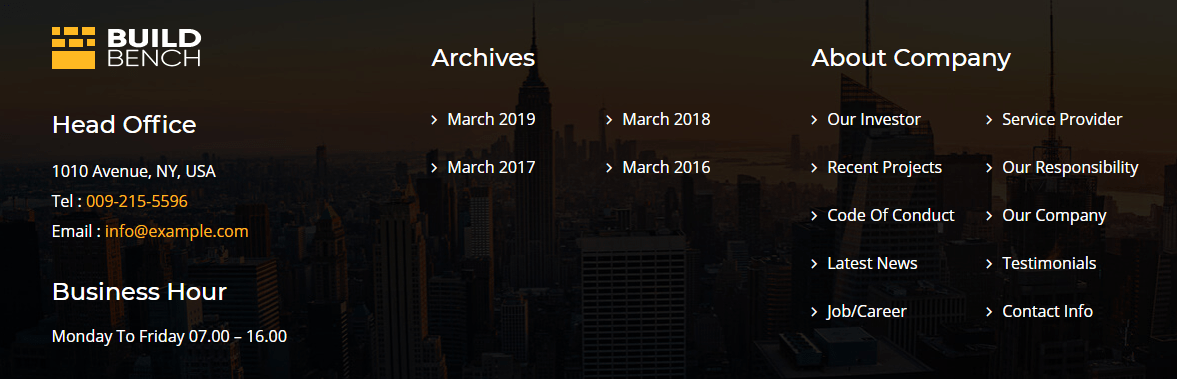 BUILD
BENCH
Head Office
1010 Avenue, NY, USA
Tel : 009-215-5596
Email : info@example.com
Business Hour
Monday To Friday 07.00 – 16.00
Archives
March 2019
March 2018
March 2017
March 2016
About Company
Our Investor
Service Provider
Recent Projects
Our Responsibility
Code Of Conduct
Our Company
Latest News
Testimonials
Job/Career
Contact Info